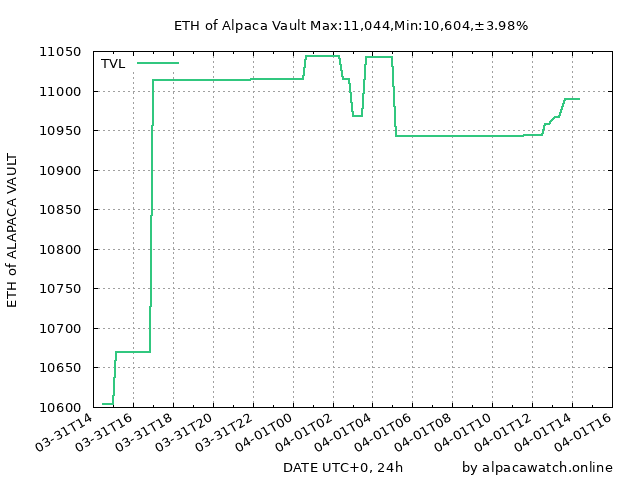 ETH of Alpaca Vault Max:11,044,Min:10,604,±3.98%
TVL
11050
11000
10950
10900
10850
10800
10750
10700
10650
10600
ETH of ALAPACA VAULT
03-31T14
03-31T16
03-31T18
03-31T20
03-31T22
04-01T00
04-01T02
04-01T04
04-01T06
04-01T08
04-01T10
04-01T12
04-01T14
04-01T16
DATE UTC+0, 24h
by alpacawatch.online